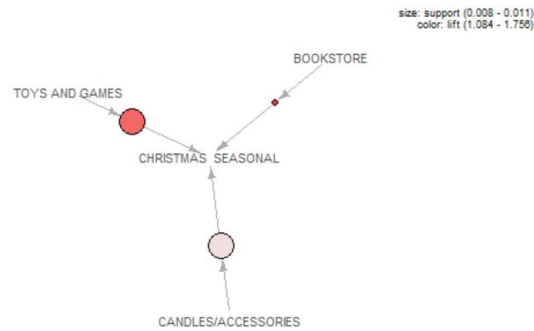 size: support (0.008 - 0.011)
color: lift (1.084 - 1.756)
BOOKSTORE
TOYS AND GAMES
CHRISTMAS SEASONAL
CANDLES/ACCESSORIES